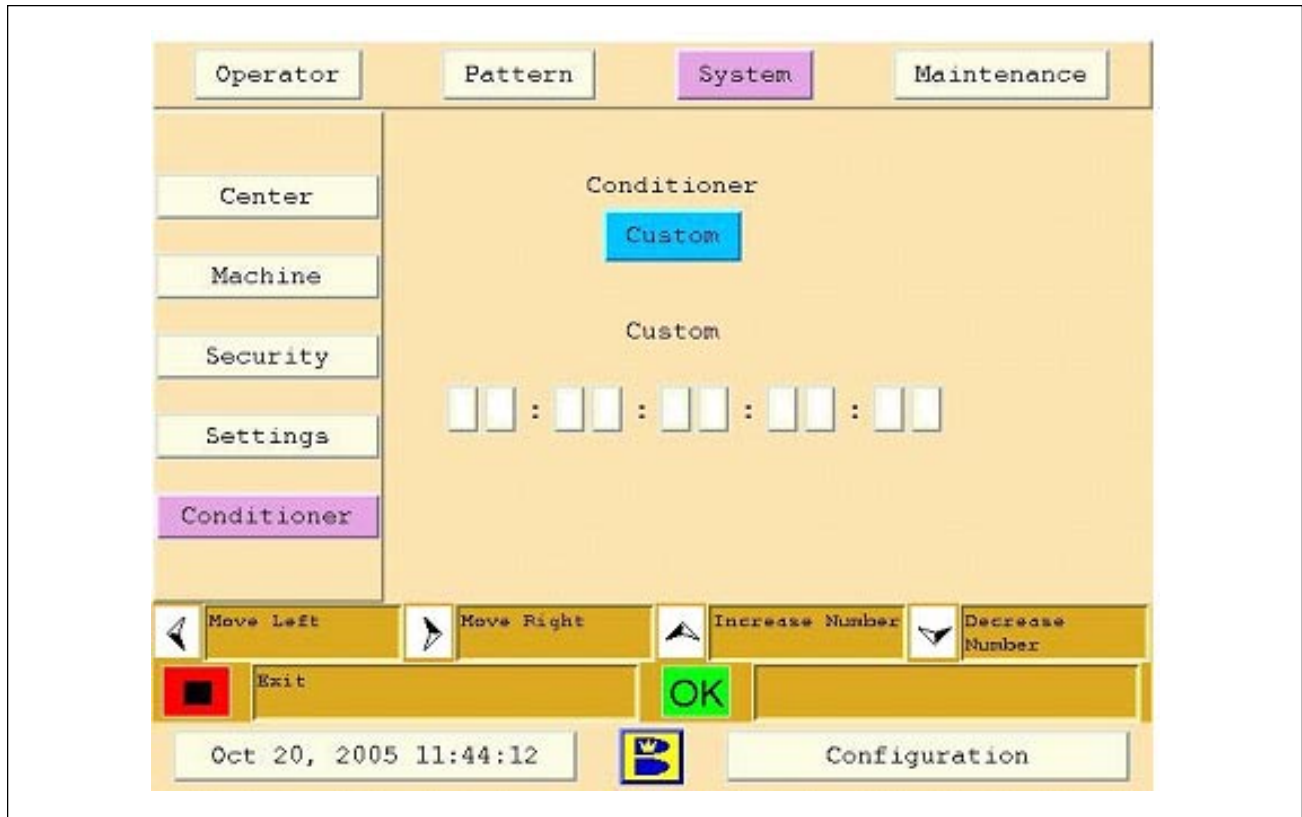 Operator Pattern System Maintenance
Center
Machine
Security
Settings
Conditioner
Conditioner
Custom
Custom
: : : :
Move Left Move Right Increase Number Decrease
Number
Exit OK
Oct 20, 2005 11:44:12 Configuration